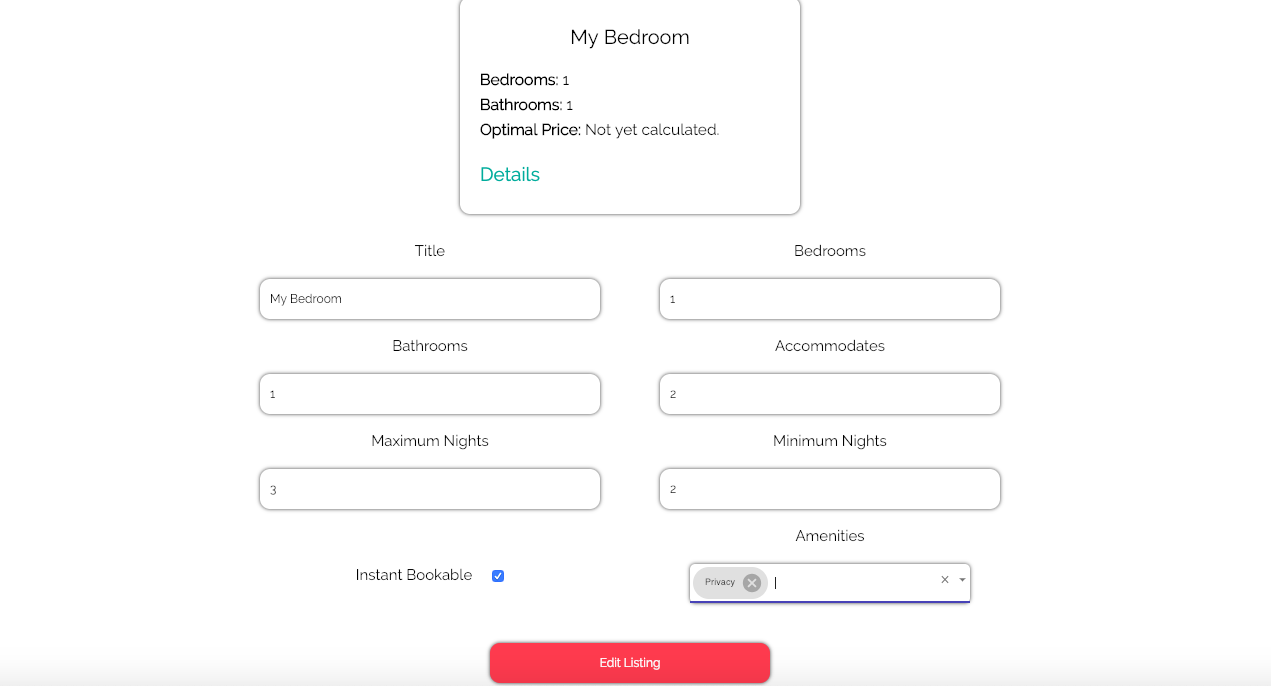 My Bedroom
Bedrooms: 1
Bathrooms: 1
Optimal Price: Not yet calculated.
Details
Title
Bedrooms
My Bedroom
1
Bathrooms
Accommodates
1
2
Maximum Nights
Minimum Nights
3
2
Amenities
Instant Bookable
Privacy
Edit Listing